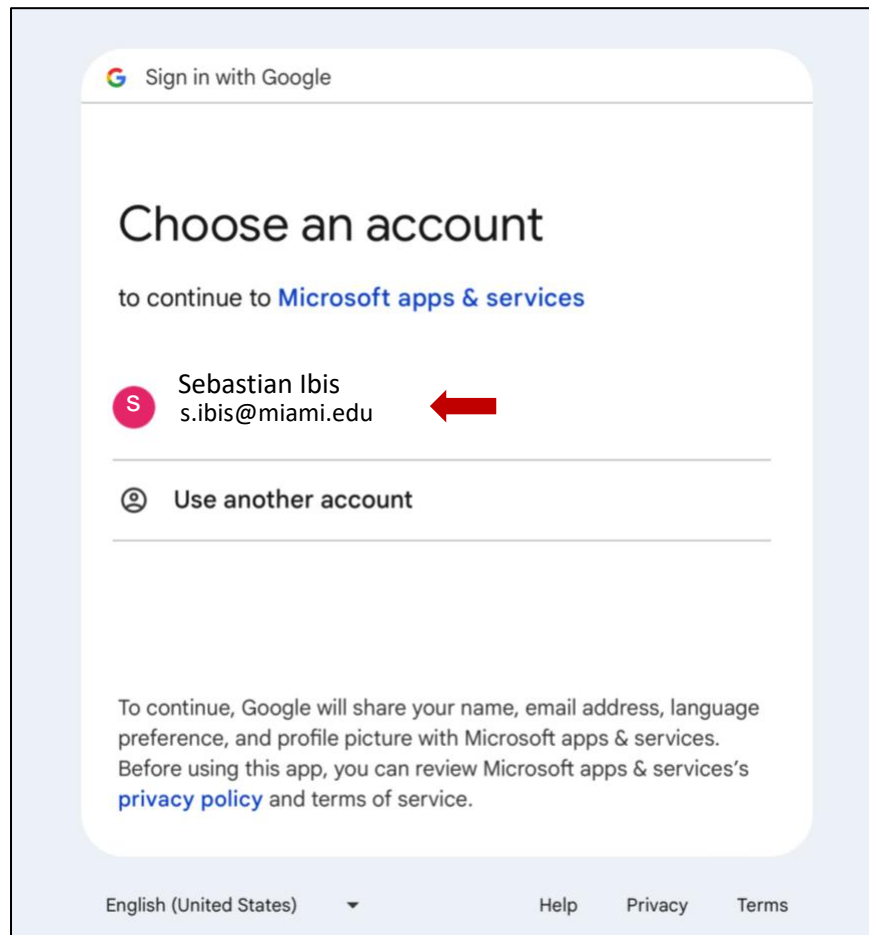 Sign in with Google
Choose an account
to continue to Microsoft apps & services
S
Sebastian Ibis
s.ibis@miami.edu
Use another account
To continue, Google will share your name, email address, language
preference, and profile picture with Microsoft apps & services.
Before using this app, you can review Microsoft apps & services's
privacy policy and terms of service.
English (United States) Help Privacy Terms